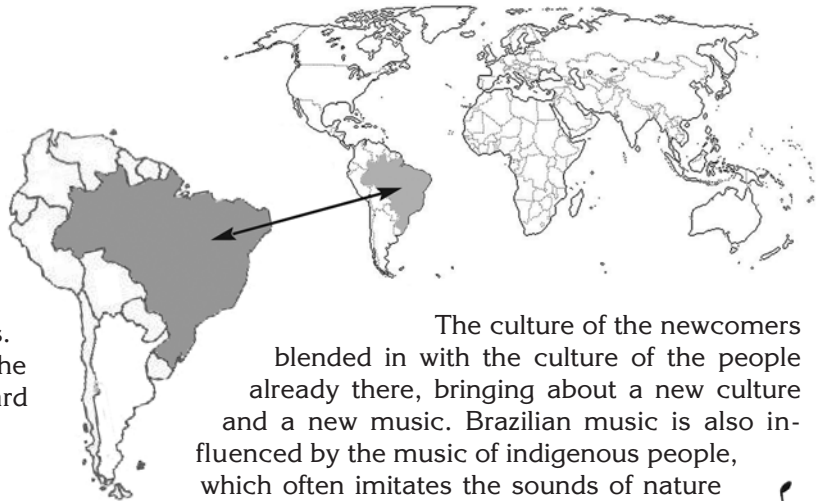 s.
he
ard
The culture of the newcomers
blended in with the culture of the people
already there, bringing about a new culture
and a new music. Brazilian music is also in-
fluenced by the music of indigenous people,
which often imitates the sounds of nature